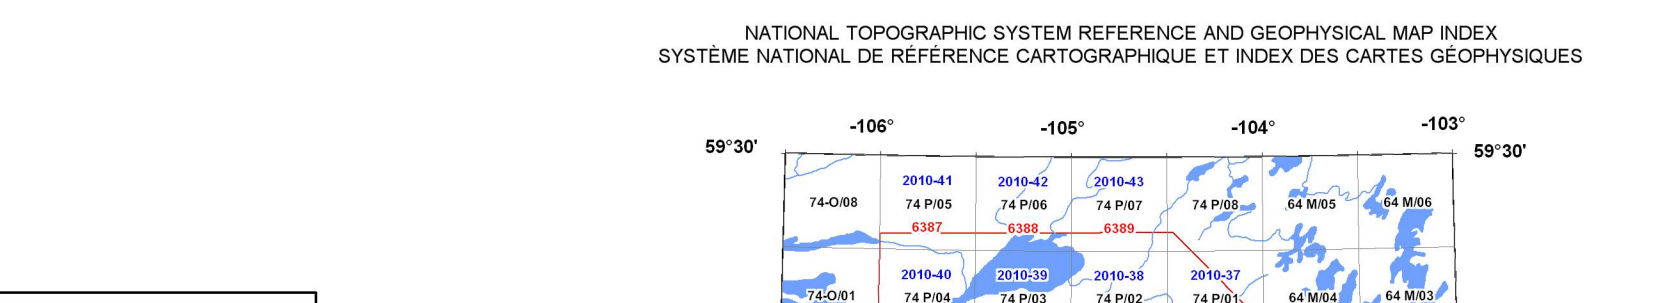 NATIONAL TOPOGRAPHIC SYSTEM REFERENCE AND GEOPHYSICAL MAP INDEX
SYSTÈME NATIONAL DE RÉFÉRENCE CARTOGRAPHIQUE ET INDEX DES CARTES GÉOPHYSIQUES
-106° -105° -104° -103°
59°30' 59°30'
2010-41 2010-42 2010-43
74-O/08 74 P/05 74 P/06 74 P/07 74 P/08 64 M/05 64 M/06
6387 6388 6389
2010-40 2010-39 2010-38 2010-37
74-O/01 74 P/04 74 P/03 74 P/02 74 P/01 64 M/04 64 M/03